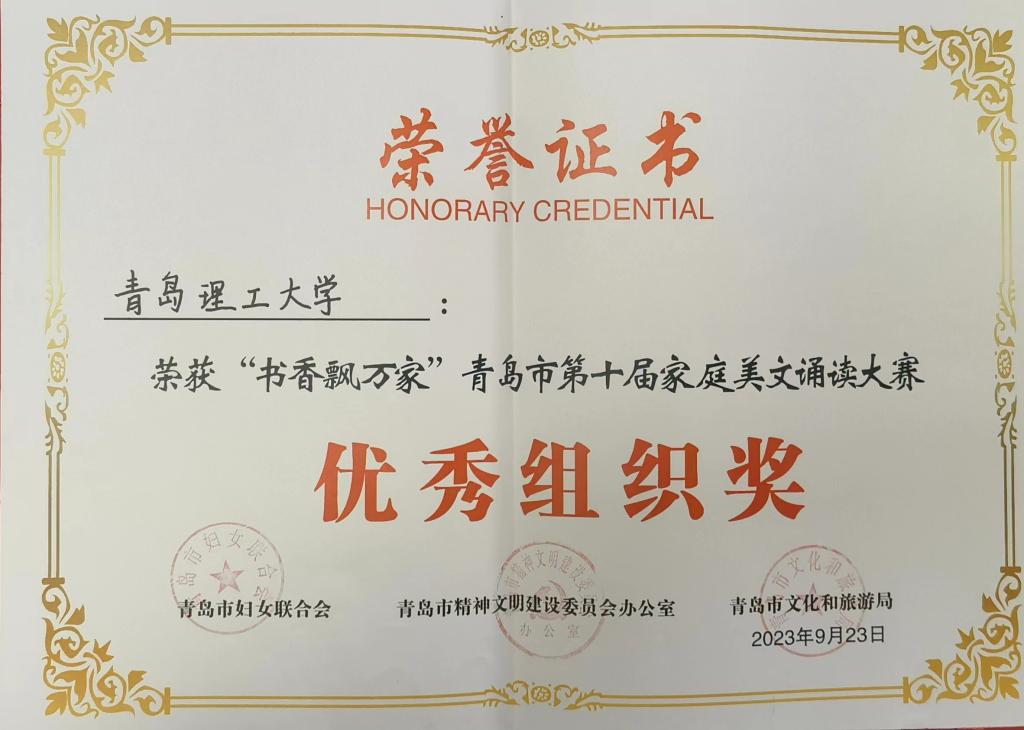 荣誉证书
HONORARY CREDENTIAL
青岛理工大学：
荣获“书香飘万家”青岛市第十届家庭美文诵读大赛
优秀组织奖
青岛市妇女联合会
青岛市精神文明建设委员会办公室
办公室
青岛市文化和旅游局
2023年9月23日